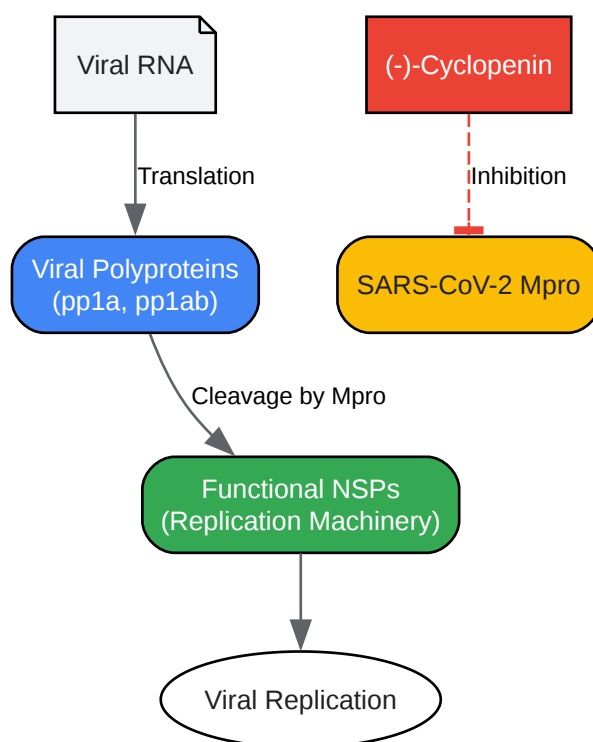 Viral RNA
(-)-Cyclopenin
Translation
Inhibition
Viral Polyproteins
(pp1a, pp1ab)
SARS-CoV-2 Mpro
Cleavage by Mpro
Functional NSPs
(Replication Machinery)
Viral Replication